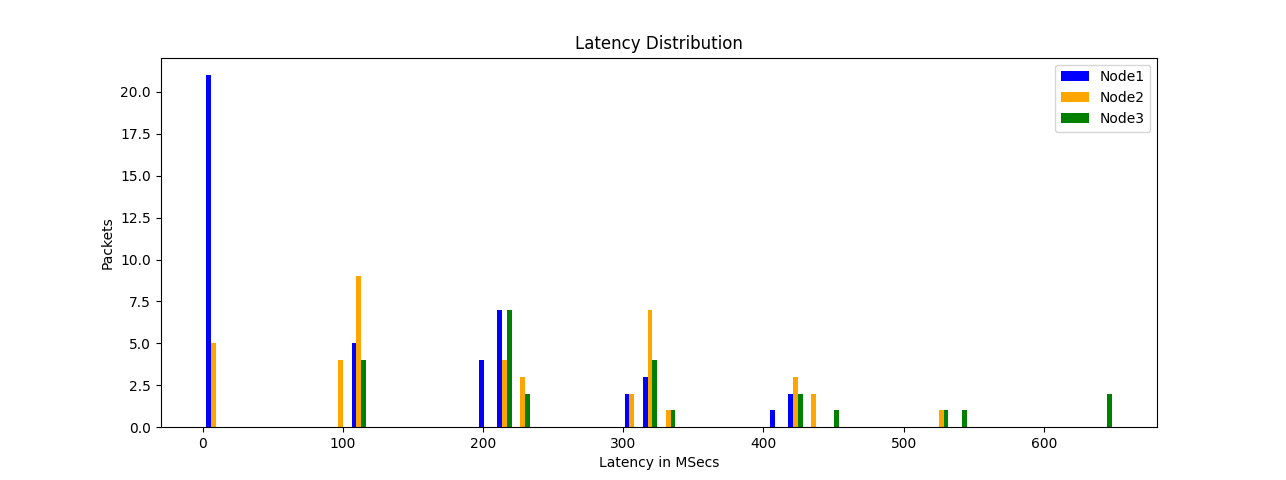 Latency Distribution
Node1
Node2
Node3
Packets
20.0
17.5
15.0
12.5
10.0
7.5
5.0
2.5
0.0
0 100 200 300 400 500 600
Latency in MSecs